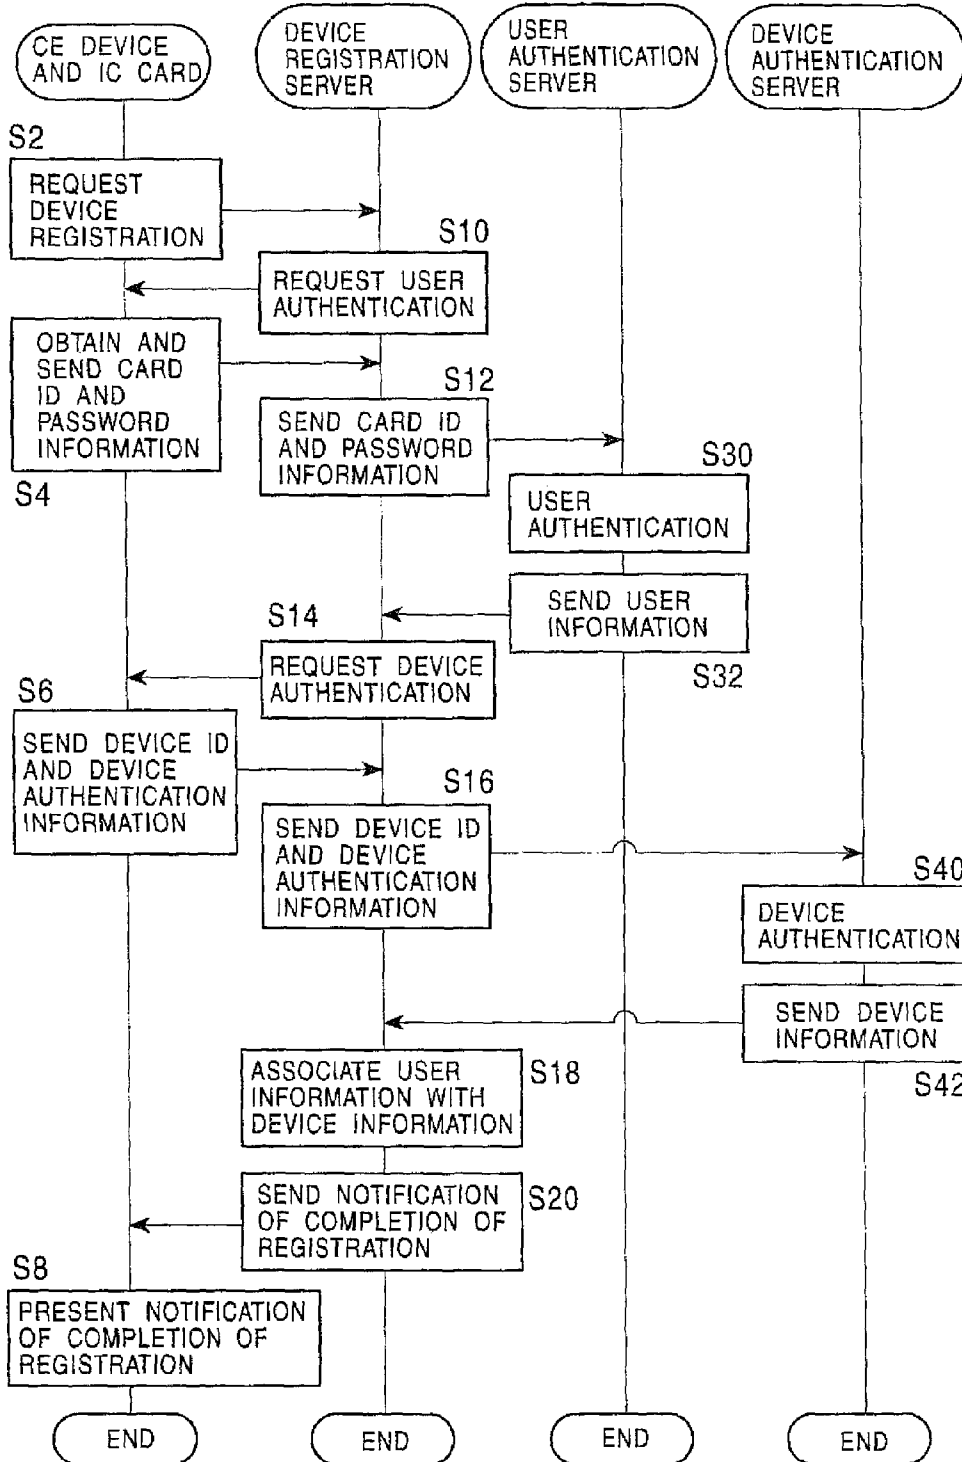 CE DEVICE
AND IC CARD
DEVICE
REGISTRATION
SERVER
USER
AUTHENTICATION
SERVER
DEVICE
AUTHENTICATION
SERVER
S2
REQUEST
DEVICE
REGISTRATION
S10
REQUEST USER
AUTHENTICATION
OBTAIN AND
SEND CARD
ID AND
PASSWORD
INFORMATION
S4
S12
SEND CARD ID
AND PASSWORD
INFORMATION
S30
USER
AUTHENTICATION
SEND USER
INFORMATION
S32
S14
REQUEST DEVICE
AUTHENTICATION
S6
SEND DEVICE ID
AND DEVICE
AUTHENTICATION
INFORMATION
S16
SEND DEVICE ID
AND DEVICE
AUTHENTICATION
INFORMATION
S40
DEVICE
AUTHENTICATION
SEND DEVICE
INFORMATION
S42
ASSOCIATE USER
INFORMATION WITH
DEVICE INFORMATION
S18
SEND NOTIFICATION
OF COMPLETION OF
REGISTRATION
S20
S8
PRESENT NOTIFICATION
OF COMPLETION OF
REGISTRATION
END
END
END
END